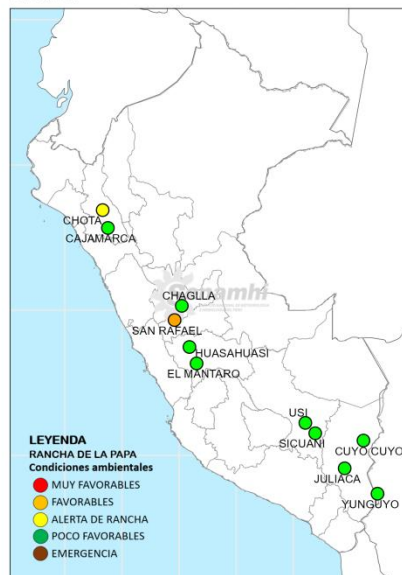 CHOTA
CAJAMARCA
Senamhi
CHAGLLA
SAN RAFAEL
HUASAHUASI
EL MANTARO
USI
SICUANI
CUYO CUYO
JULIACA
YUNGUYO
LEYENDA
RANCHA DE LA PAPA
Condiciones ambientales
MUY FAVORABLES
FAVORABLES
ALERTA DE RANCHA
POCO FAVORABLES
EMERGENCIA